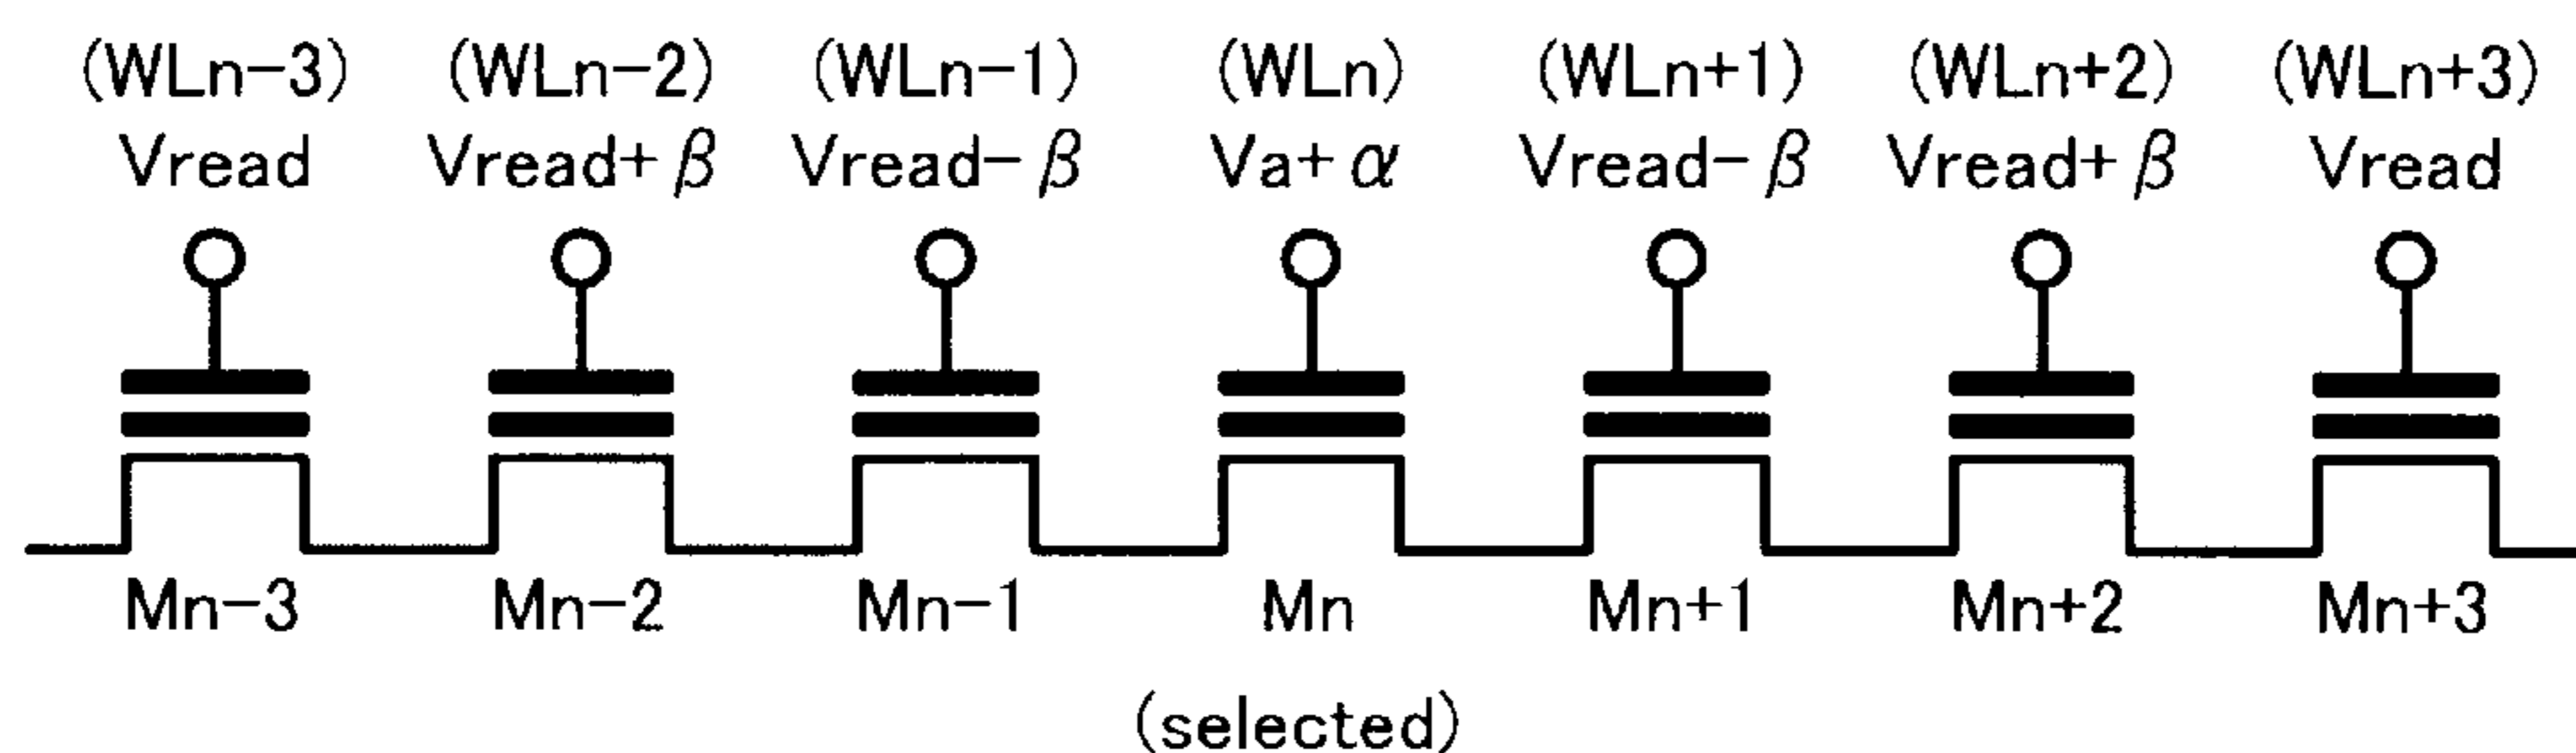 (WLn-3) (WLn-2) (WLn-1) (WLn) (WLn+1) (WLn+2) (WLn+3)
Vread Vread+β Vread-β Va+α Vread-β Vread+β Vread
Mn-3 Mn-2 Mn-1 Mn Mn+1 Mn+2 Mn+3
(selected)